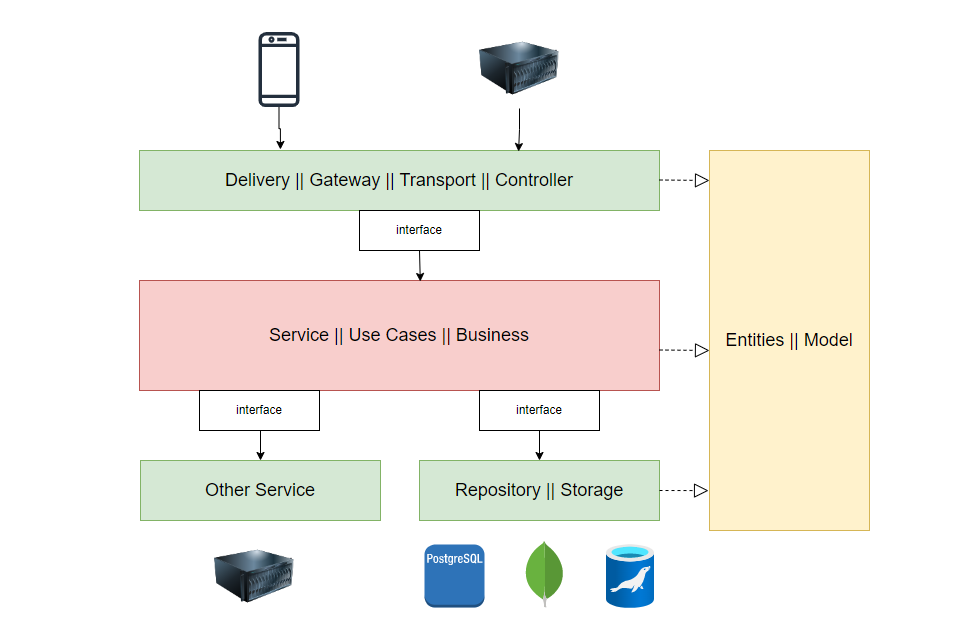 Delivery || Gateway || Transport || Controller
interface
Service || Use Cases || Business
Entities || Model
interface
interface
Other Service
Repository || Storage
PostgreSQL